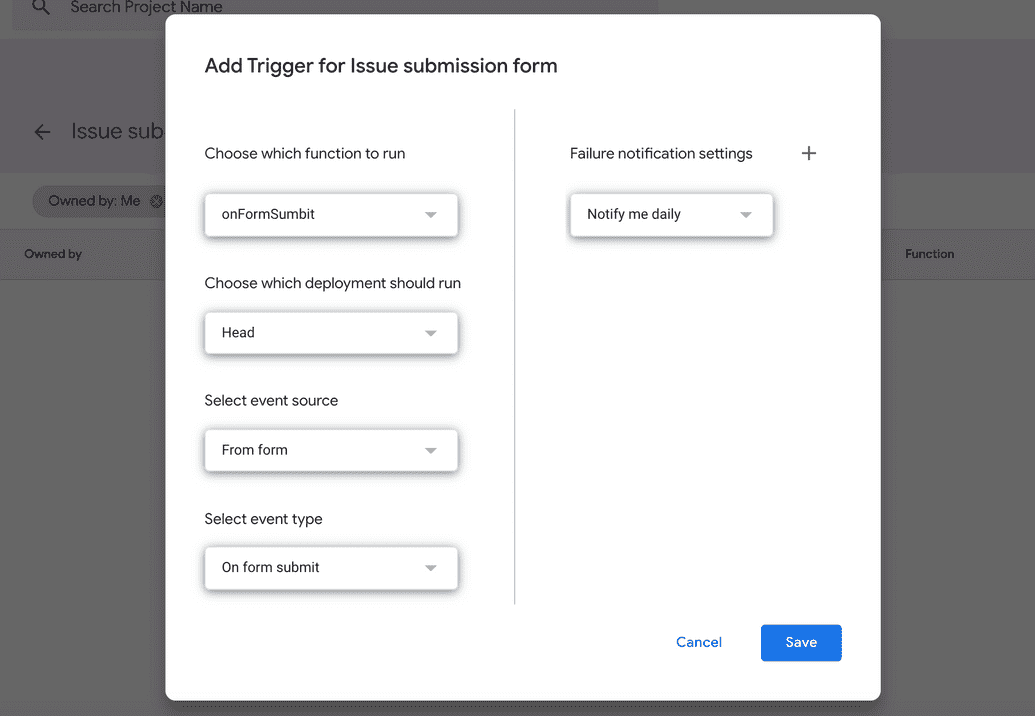 Search Project Name
Add Trigger for Issue submission form
Issue sub
Choose which function to run
Failure notification settings
onFormSumbit
Notify me daily
Owned by: Me
Owned by
Function
Choose which deployment should run
Head
Select event source
From form
Select event type
On form submit
Cancel
Save